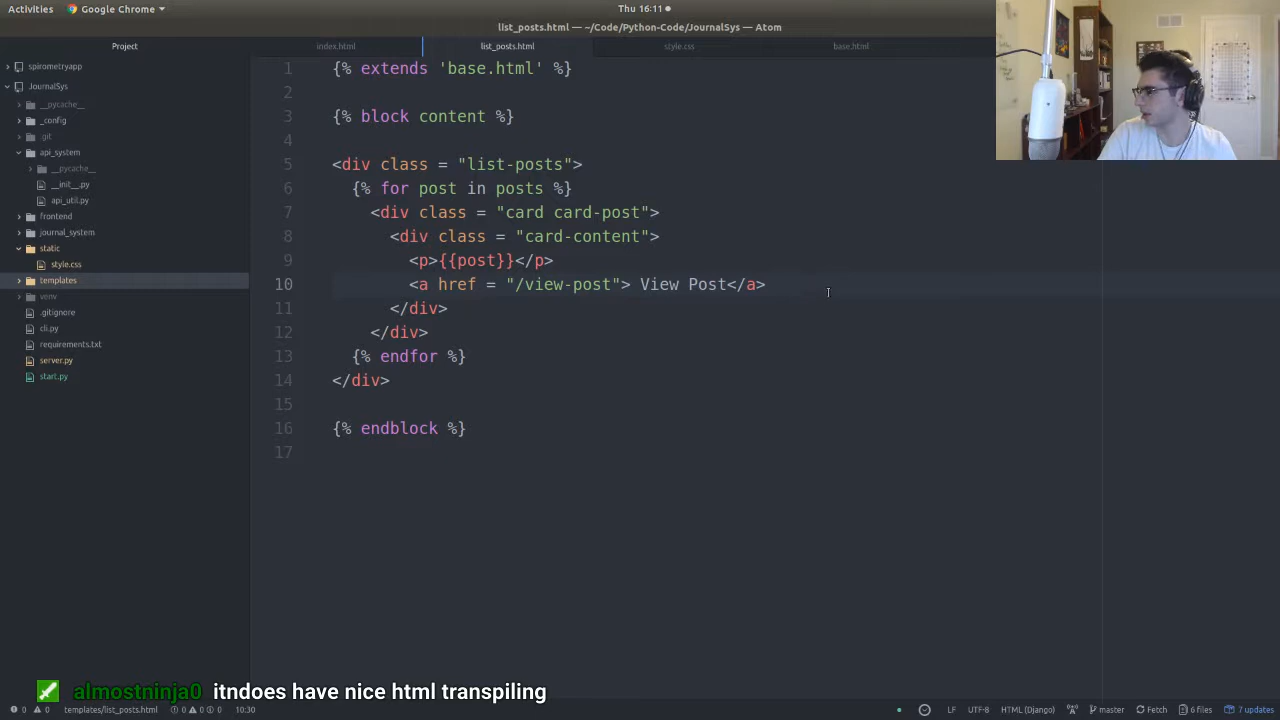 Activities
Google Chrome
Thu 16:11
list_posts.html — ~/Code/Python-Code/JournalSys — Atom
Project
index.html
list_posts.html
style.css
base.html
spirometryapp
JournalSys
__pycache__
_config
.git
api_system
__pycache__
__init__.py
api_util.py
frontend
journal_system
static
style.css
templates
venv
.gitignore
cli.py
requirements.txt
server.py
start.py
1 {% extends 'base.html' %}
2
3 {% block content %}
4
5 <div class = "list-posts">
6 {% for post in posts %}
7 <div class = "card card-post">
8 <div class = "card-content">
9 <p>{{post}}</p>
10 <a href = "/view-post"> View Post</a>
11 </div>
12 </div>
13 {% endfor %}
14 </div>
15
16 {% endblock %}
17
almostninja0 itndoes have nice html transpiling
0 0 templates/list_posts.html 0 0 0 10:30
LF UTF-8 HTML (Django) master Fetch 6 files 7 updates